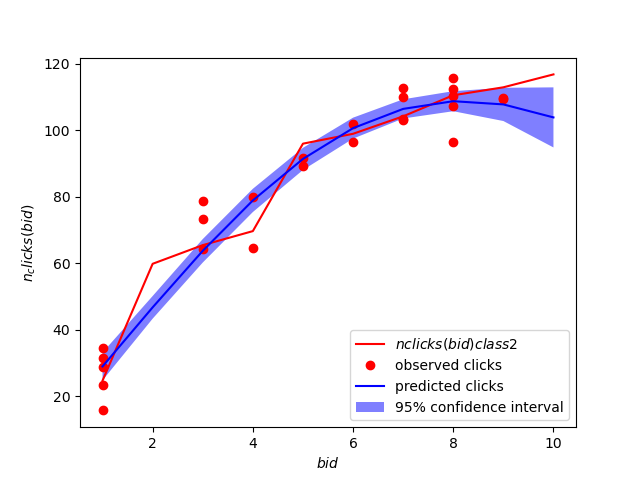 120
100
80
60
40
20
n_clicks(bid)
2
4
6
8
10
bid
nclicks(bid)class2
observed clicks
predicted clicks
95% confidence interval